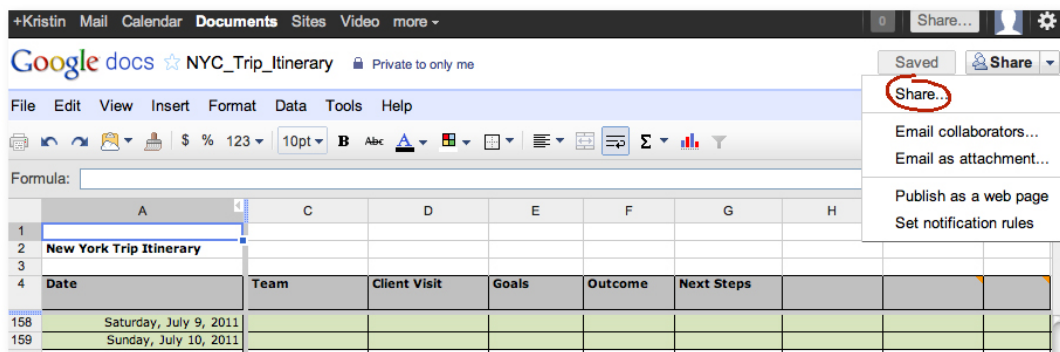 +Kristin Mail Calendar Documents Sites Video more
0 Share...
Google docs NYC_Trip_Itinerary Private to only me
Saved Share
File Edit View Insert Format Data Tools Help
Share...
Email collaborators...
Email as attachment...
Publish as a web page
Set notification rules
$ % 123 10pt B Abc A Σ
Formula:
A C D E F G H
1
2 New York Trip Itinerary
3
4 Date Team Client Visit Goals Outcome Next Steps
158 Saturday, July 9, 2011
159 Sunday, July 10, 2011